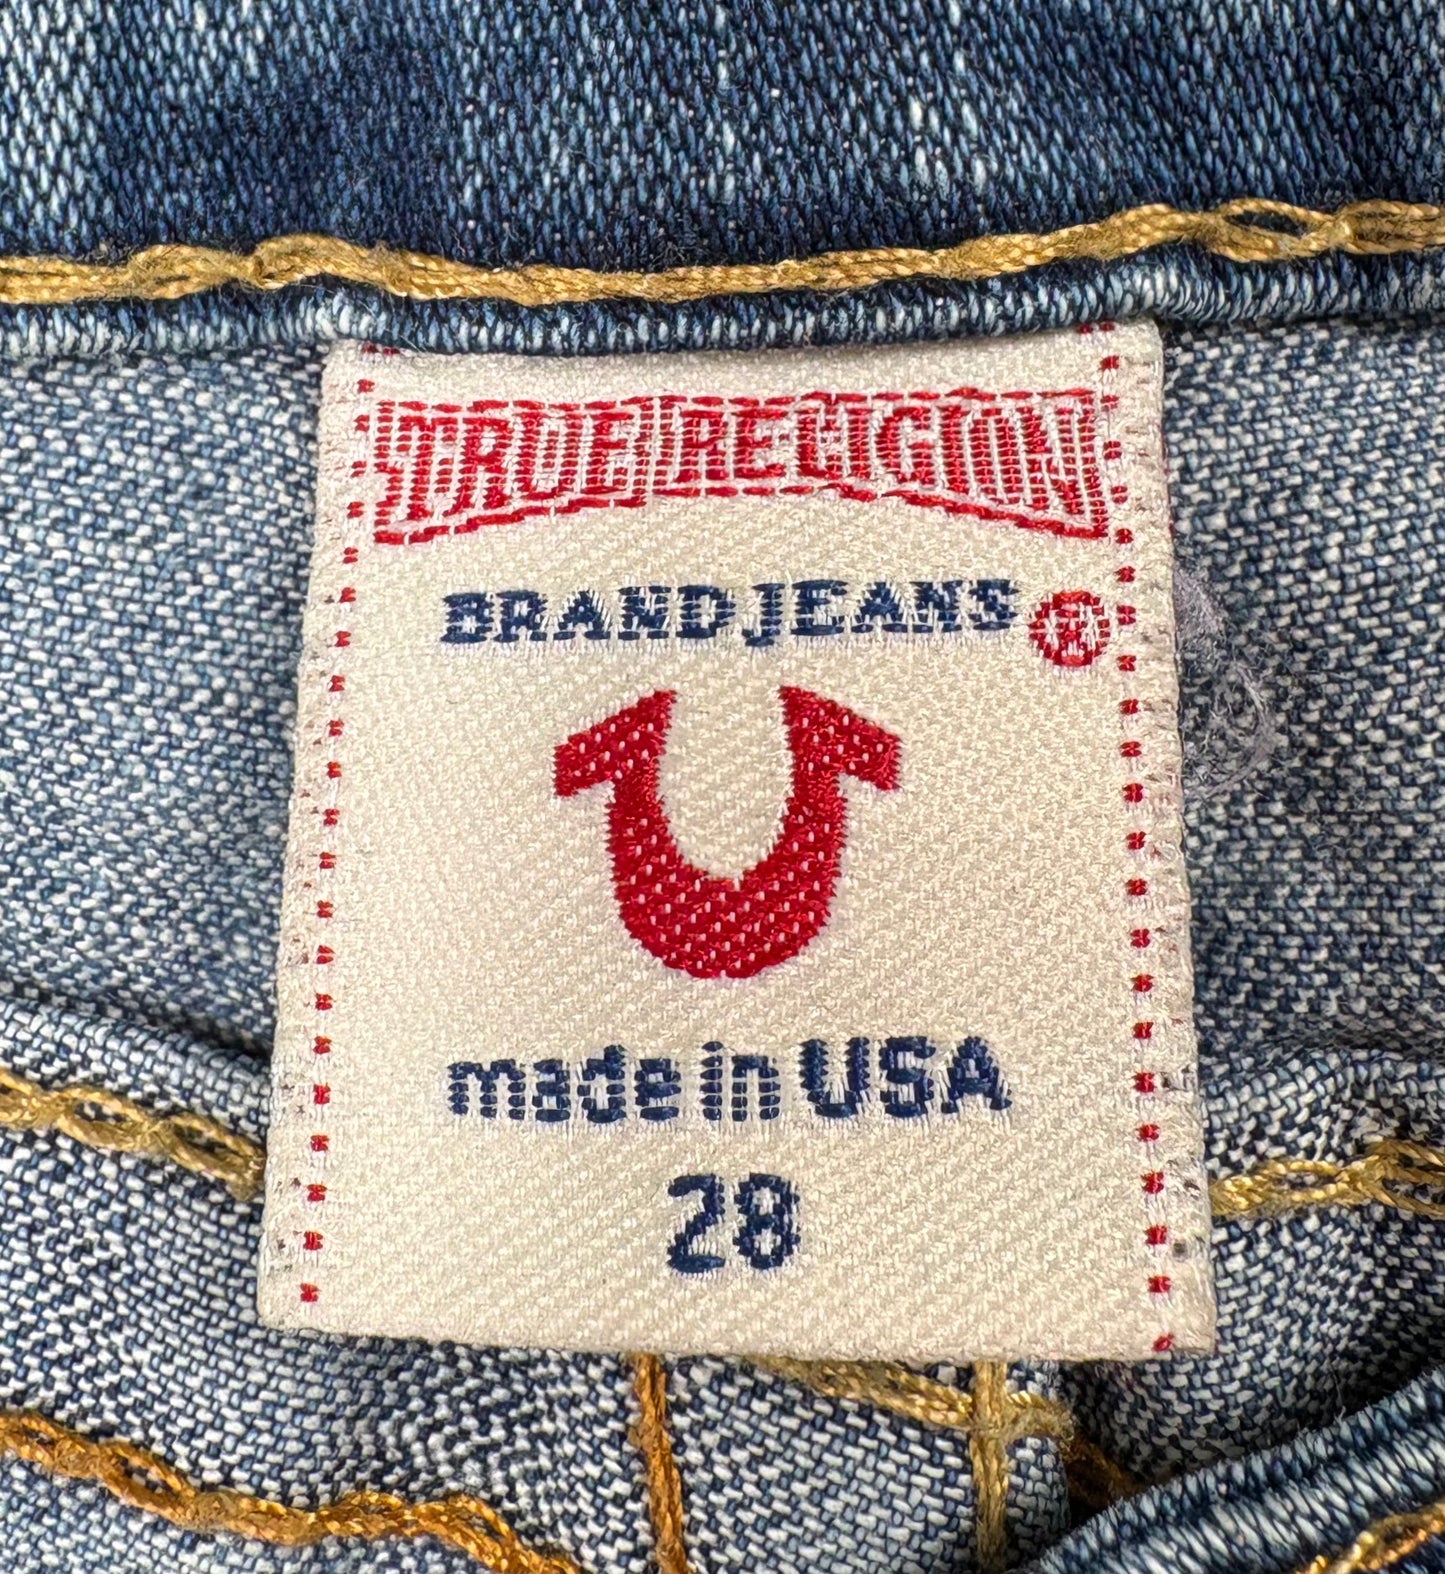 TRUE RELIGION
BRAND JEANS ®
made in USA
28